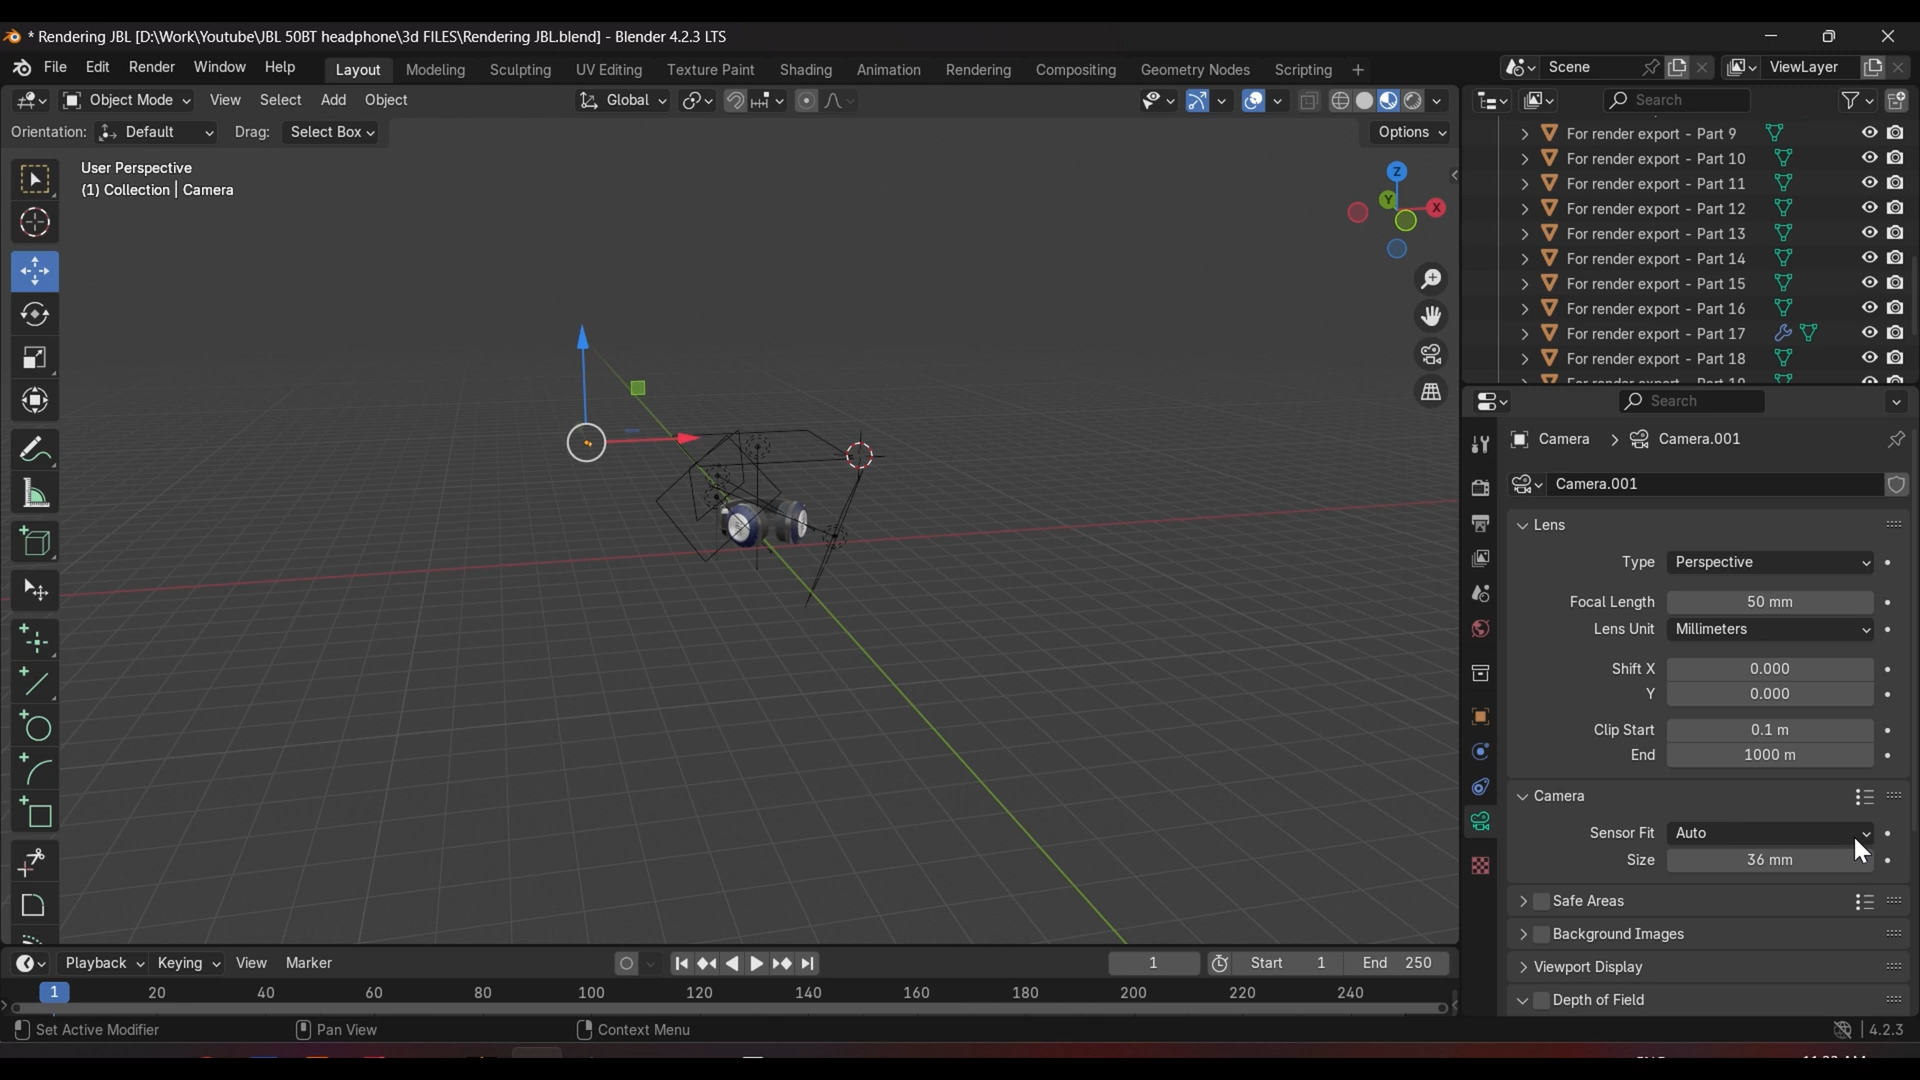 * Rendering JBL [D:\Work\Youtube\JBL 50BT headphone\3d FILES\Rendering JBL.blend] - Blender 4.2.3 LTS
File Edit Render Window Help Layout Modeling Sculpting UV Editing Texture Paint Shading Animation Rendering Compositing Geometry Nodes Scripting + Scene ViewLayer
Object Mode View Select Add Object Global Search
Orientation: Default Drag: Select Box Options
User Perspective
(1) Collection | Camera
Z
Y
X
For render export - Part 9
For render export - Part 10
For render export - Part 11
For render export - Part 12
For render export - Part 13
For render export - Part 14
For render export - Part 15
For render export - Part 16
For render export - Part 17
For render export - Part 18
Search
Camera > Camera.001
Camera.001
Lens
Type Perspective
Focal Length 50 mm
Lens Unit Millimeters
Shift X 0.000
Y 0.000
Clip Start 0.1 m
End 1000 m
Camera
Sensor Fit Auto
Size 36 mm
Safe Areas
Background Images
Viewport Display
Depth of Field
Playback Keying View Marker 1 Start 1 End 250
1 20 40 60 80 100 120 140 160 180 200 220 240
Set Active Modifier Pan View Context Menu 4.2.3